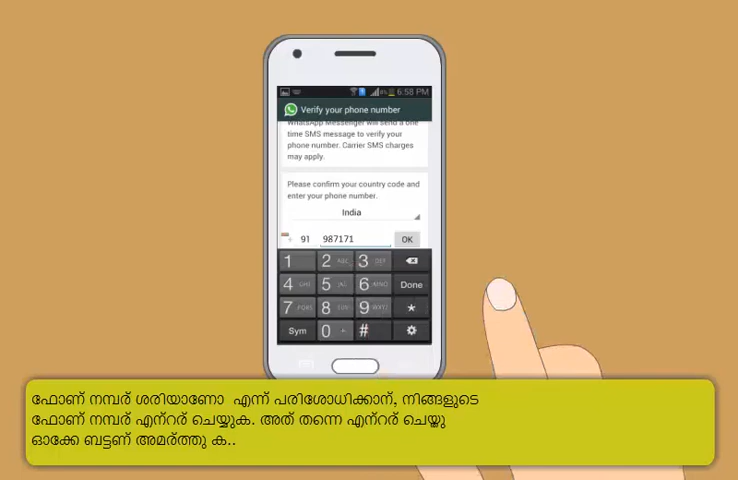 6:58 PM
Verify your phone number
WhatsApp Messenger will send a one
time SMS message to verify your
phone number. Carrier SMS charges
may apply.
Please confirm your country code and
enter your phone number.
India
+ 91 987171 OK
1 2 ABC 3 DEF
4 GHI 5 JKL 6 MNO Done
7 PQRS 8 TUV 9 WXYZ *
Sym 0 + #
ഫോണ് നമ്പര് ശരിയാണോ എന്ന് പരിശോധിക്കാന്, നിങ്ങളുടെ
ഫോണ് നമ്പര് എന്റര് ചെയ്യുക. അത് തന്നെ എന്റര് ചെയ്തു
ഓക്കേ ബട്ടണ് അമര്ത്തു ക..